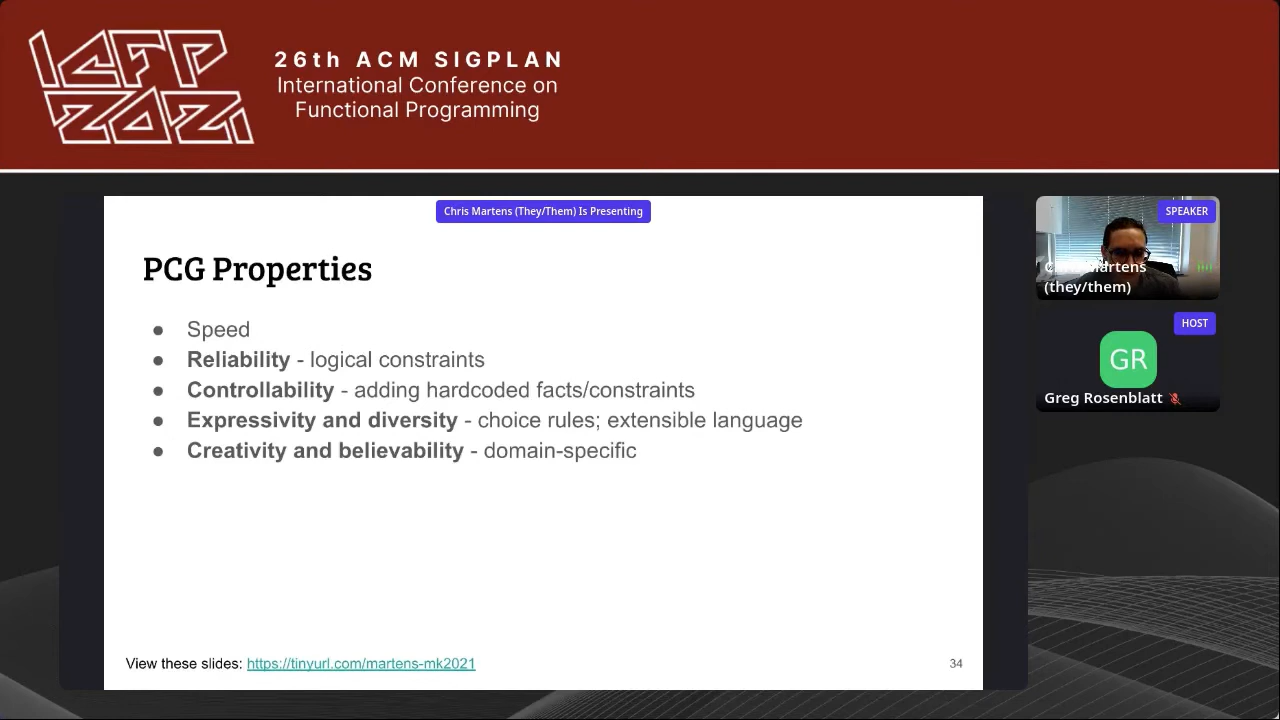 ICFP
2021
26th ACM SIGPLAN
International Conference on
Functional Programming
Chris Martens (They/Them) Is Presenting
PCG Properties
● Speed
● Reliability - logical constraints
● Controllability - adding hardcoded facts/constraints
● Expressivity and diversity - choice rules; extensible language
● Creativity and believability - domain-specific
View these slides: https://tinyurl.com/martens-mk2021
34
SPEAKER
Chris Martens
(they/them)
HOST
GR
Greg Rosenblatt